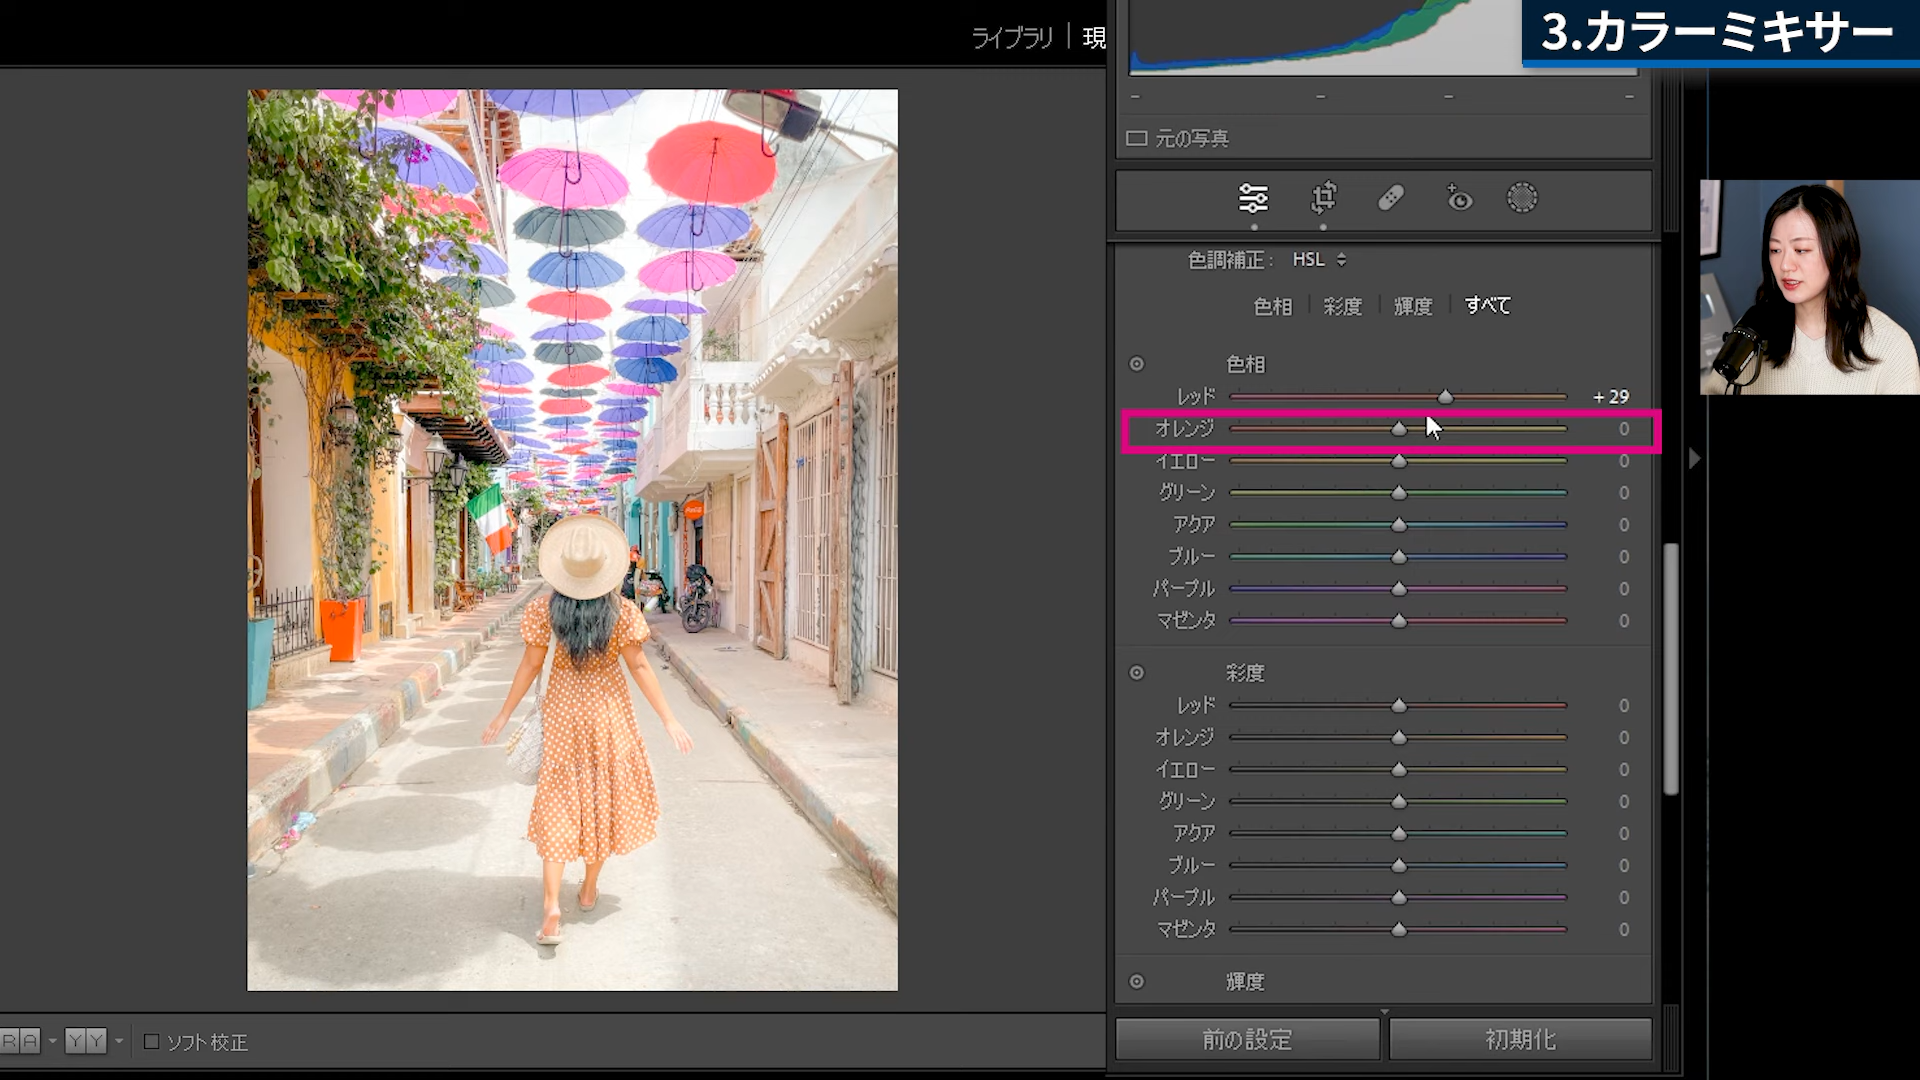 3.カラーミキサー
ライブラリ | 現
元の写真
色調補正 : HSL
色相 | 彩度 | 輝度 | すべて
色相
レッド +29
オレンジ 0
イエロー 0
グリーン 0
アクア 0
ブルー 0
パープル 0
マゼンタ 0
彩度
レッド 0
オレンジ 0
イエロー 0
グリーン 0
アクア 0
ブルー 0
パープル 0
マゼンタ 0
輝度
前の設定 初期化
RA YY ソフト校正